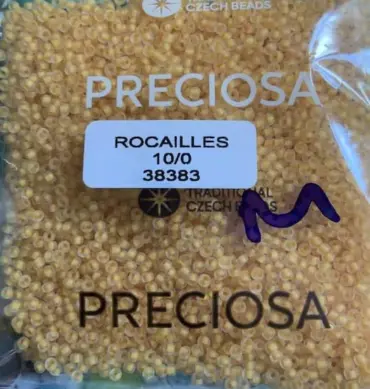 CZECH BEADS
PRECIOSA
ROCAILLES
10/0
38383
TRADITIONAL
CZECH BEADS
PRECIOSA